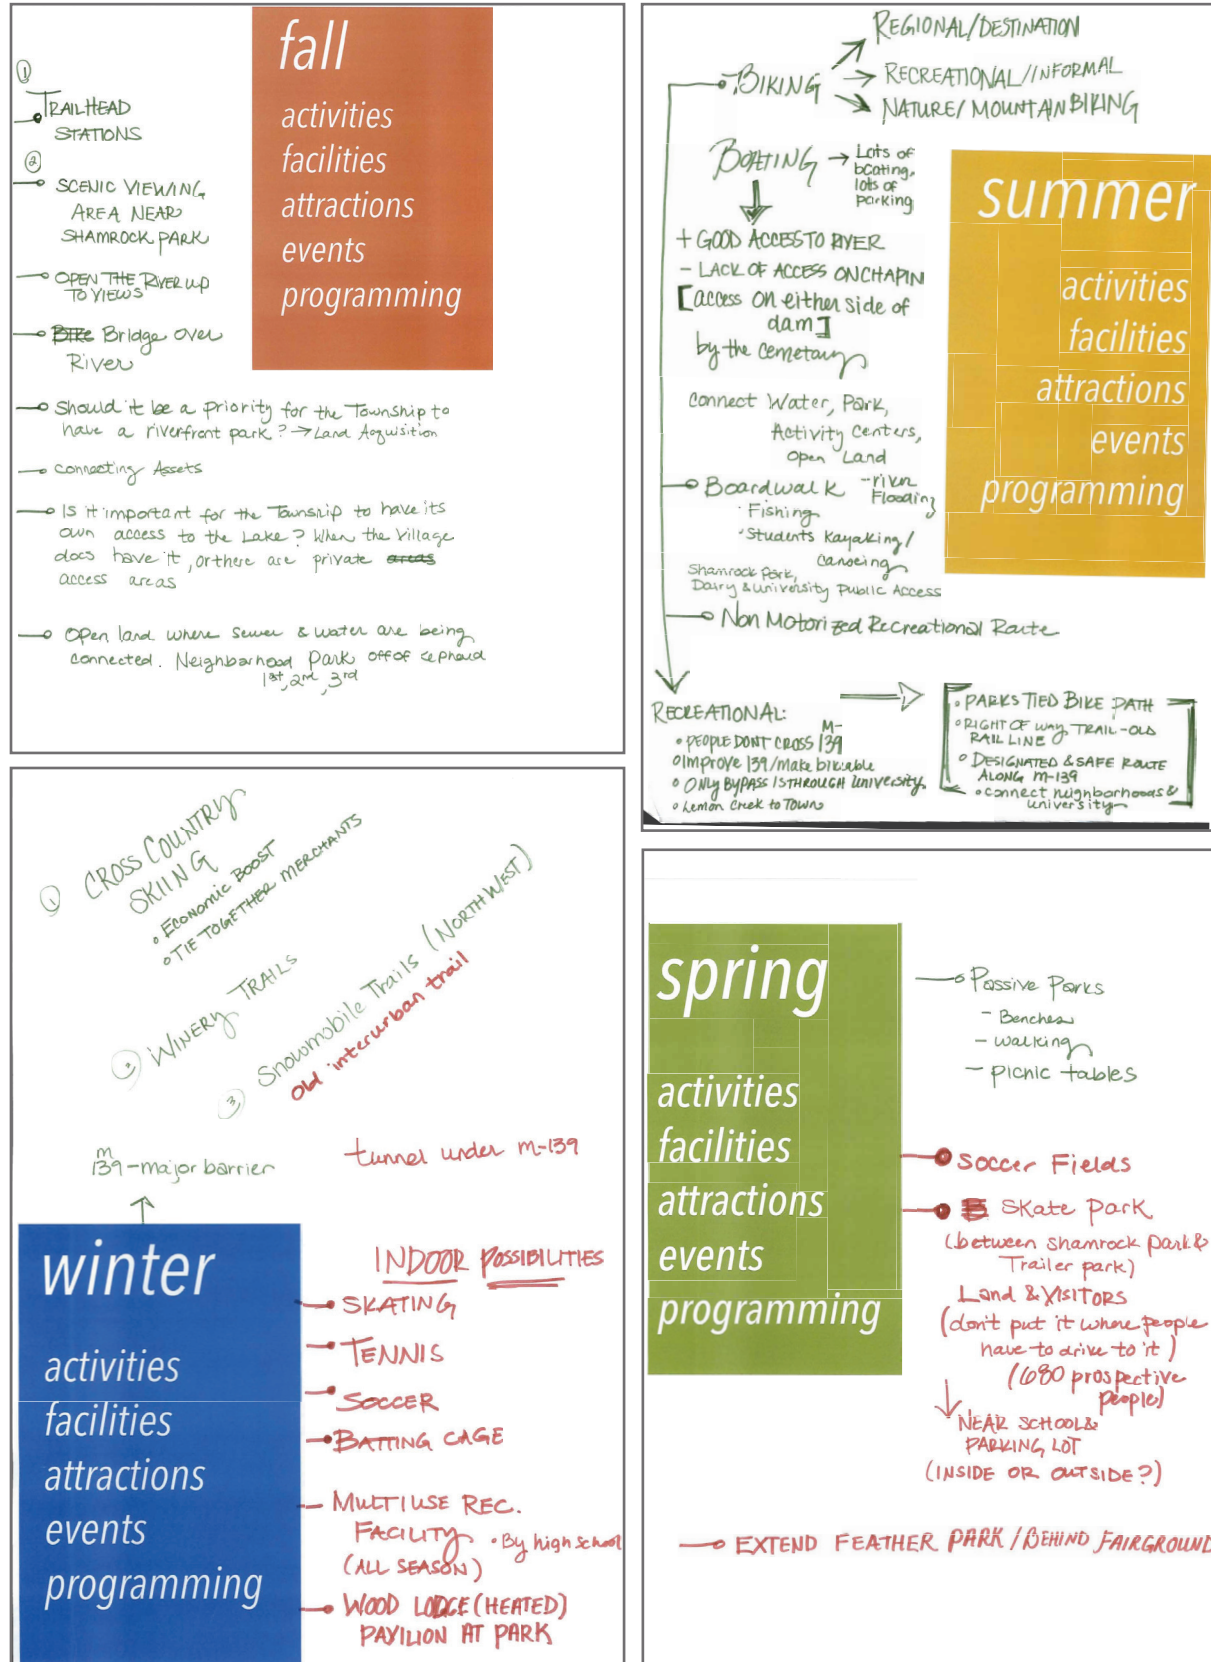 fall
activities
facilities
attractions
events
programming
1
TRAILHEAD
STATIONS
2
SCENIC VIEWING
AREA NEAR
SHAMROCK PARK
OPEN THE RIVER UP
TO VIEWS
Bike Bridge over
River
Should it be a priority for the Township to
have a riverfront park? → Land Acquisition
Connecting Assets
Is it important for the Township to have its
own access to the Lake? When the Village
does have it, or there are private areas
access areas
Open land where sewer & water are being
connected. Neighborhood Park off of
1st, 2nd, 3rd
REGIONAL/DESTINATION
BIKING → RECREATIONAL/INFORMAL
NATURE/MOUNTAIN BIKING
BOATING → Lots of
boating,
lots of
parking
+ GOOD ACCESS TO RIVER
- LACK OF ACCESS ON CHAPIN
[access on either side of
dam]
by the cemetary
connect Water, Park,
Activity Centers,
Open Land
Boardwalk - river
Flooding
Fishing
Students Kayaking/
canoeing
Shamrock Park,
Dairy & University Public Access
Non Motorized Recreational Route
summer
activities
facilities
attractions
events
programming
RECREATIONAL:
M-
PEOPLE DONT CROSS 139
Improve 139/make bikable
ONLY BYPASS IS THROUGH University
Lemon Creek to TOWN
PARKS TIED BIKE PATH
RIGHT OF WAY TRAIL-OLD
RAIL LINE
DESIGNATED & SAFE ROUTE
ALONG M-139
connect neighborhoods &
university
1 CROSS COUNTRY
SKIING
ECONOMIC BOOST
TIE TOGETHER MERCHANTS
2 WINERY TRAILS
3 Snowmobile Trails (NORTHWEST)
old interurban trail
m
139-major barrier
tunnel under m-139
winter
activities
facilities
attractions
events
programming
INDOOR POSSIBILITIES
SKATING
TENNIS
SOCCER
BATTING CAGE
MULTIUSE REC.
FACILITY • By high school
(ALL SEASON)
WOOD LODGE (HEATED)
PAVILION AT PARK
spring
activities
facilities
attractions
events
programming
Passive Parks
- Benches
- walking
- picnic tables
Soccer Fields
Skate Park
(between Shamrock Park &
Trailer park)
Land & VISITORS
(don't put it where people
have to drive to it)
(680 prospective
people)
NEAR SCHOOL &
PARKING LOT
(INSIDE OR OUTSIDE?)
EXTEND FEATHER PARK/BEHIND FAIRGROUND